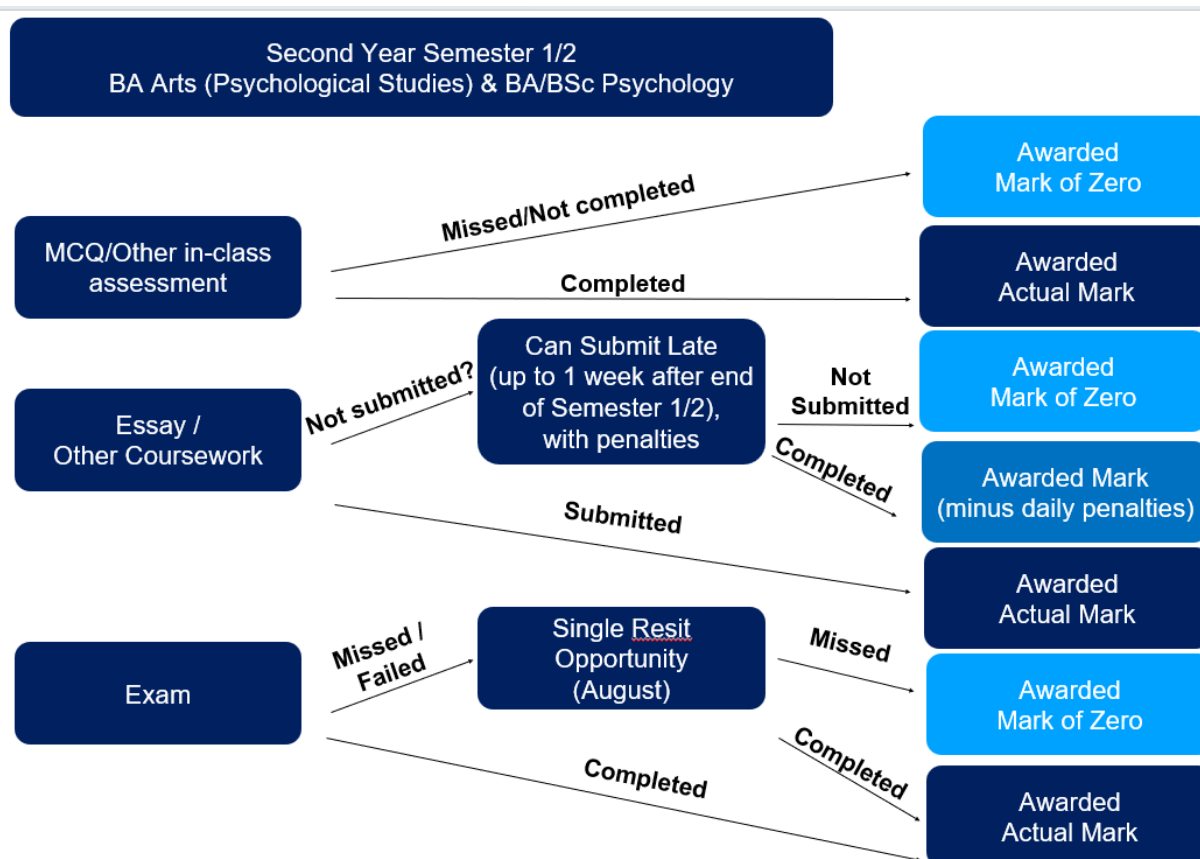 Second Year Semester 1/2
BA Arts (Psychological Studies) & BA/BSc Psychology
MCQ/Other in-class
assessment
Missed/Not completed
Awarded
Mark of Zero
Completed
Awarded
Actual Mark
Essay /
Other Coursework
Not submitted?
Can Submit Late
(up to 1 week after end
of Semester 1/2),
with penalties
Not
Submitted
Awarded
Mark of Zero
Completed
Awarded Mark
(minus daily penalties)
Submitted
Awarded
Actual Mark
Exam
Missed /
Failed
Single Resit
Opportunity
(August)
Missed
Awarded
Mark of Zero
Completed
Completed
Awarded
Actual Mark